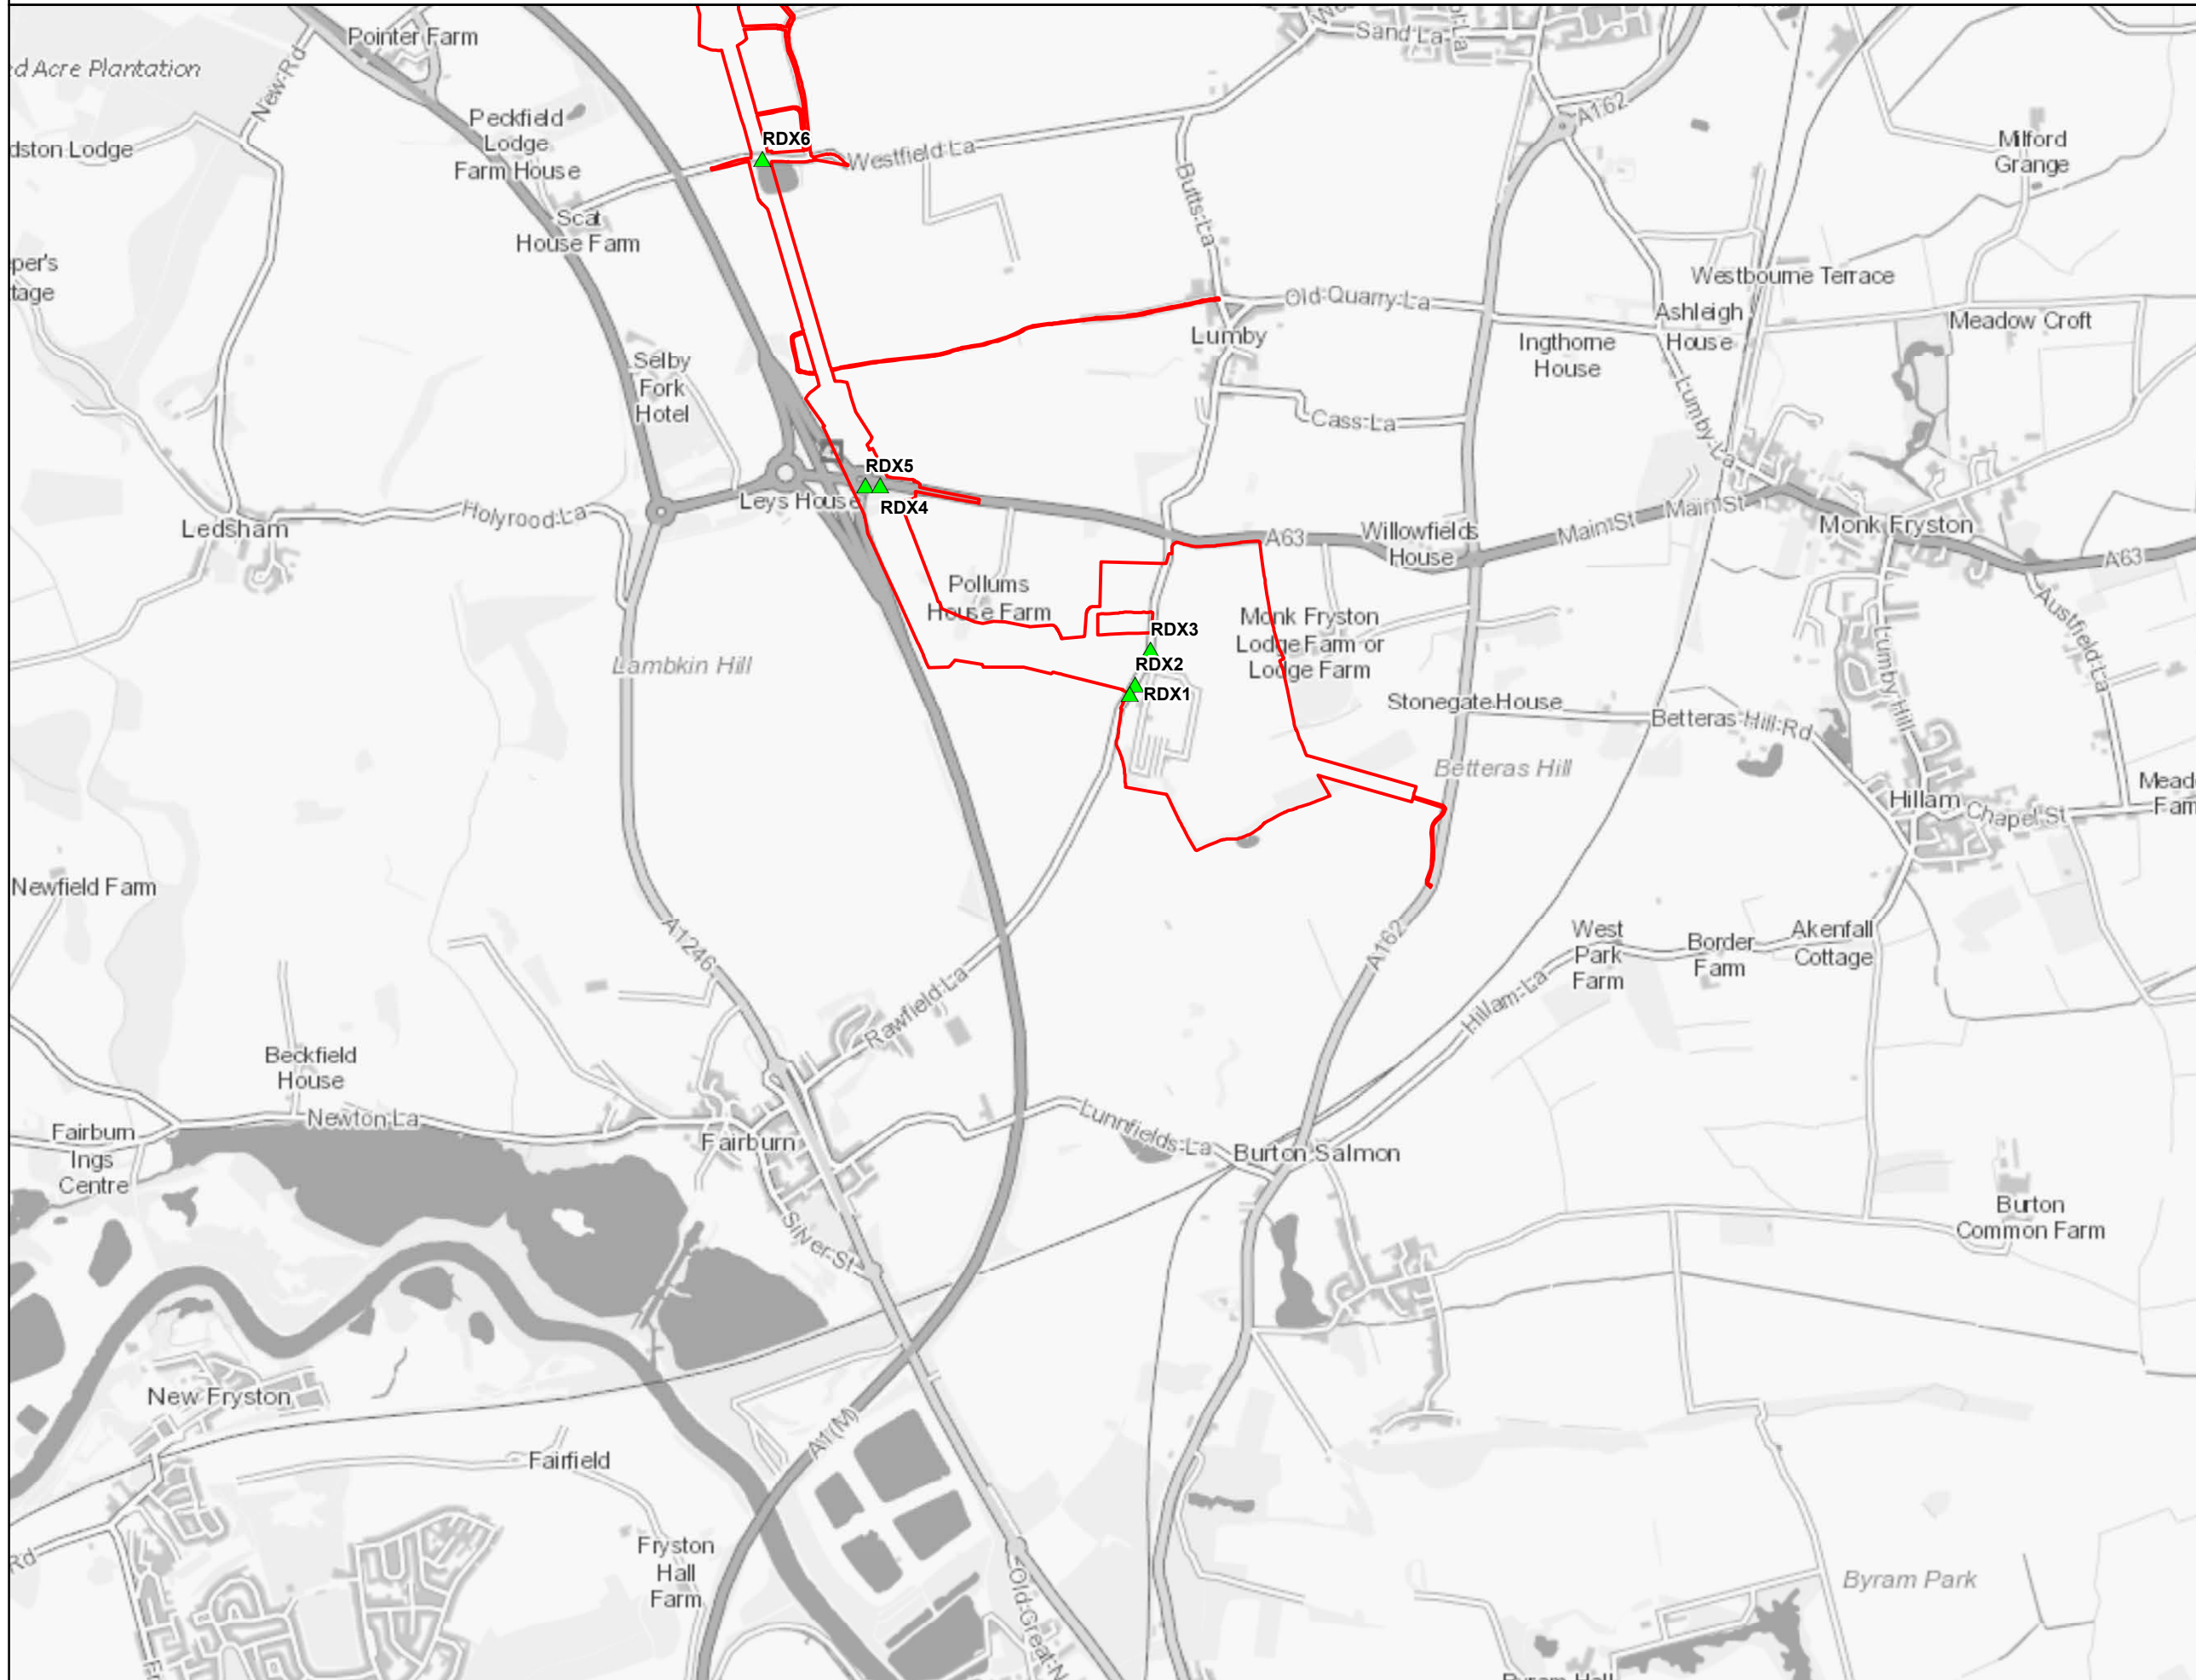 Pointer Farm
Sand La
New Rd
d Acre Plantation
A162
Peckfield
Lodge
Farm House
RDX6
Milford
Grange
dston Lodge
Westfield La
Butts La
Scat
House Farm
per's
tage
Westbourne Terrace
Old Quarry La
Ashleigh
House
Meadow Croft
Lumby
Ingthorne
House
Selby
Fork
Hotel
Lumby La
Cass La
RDX5
Leys House
RDX4
Holyrood La
Ledsham
Main St
Main St
Monk Fryston
A63
Willowfields
House
A63
Pollums
House Farm
Austfield La
Monk Fryston
Lodge Farm or
Lodge Farm
RDX3
Lumby Hill
Lambkin Hill
RDX2
RDX1
Stonegate House
Betteras Hill Rd
Betteras Hill
Mead
Farm
Hillam
Chapel St
Newfield Farm
A1246
A162
West
Park
Farm
Border
Farm
Akenfall
Cottage
Rawfield La
Hillam La
Beckfield
House
Newton La
Lunnfields La
Fairburn
Ings
Centre
Fairburn
Burton Salmon
Burton
Common Farm
Silver St
New Fryston
A1(M)
Fairfield
Fryston
Hall
Farm
Rd
Old Great N
Byram Park
Byram Hall
Fr